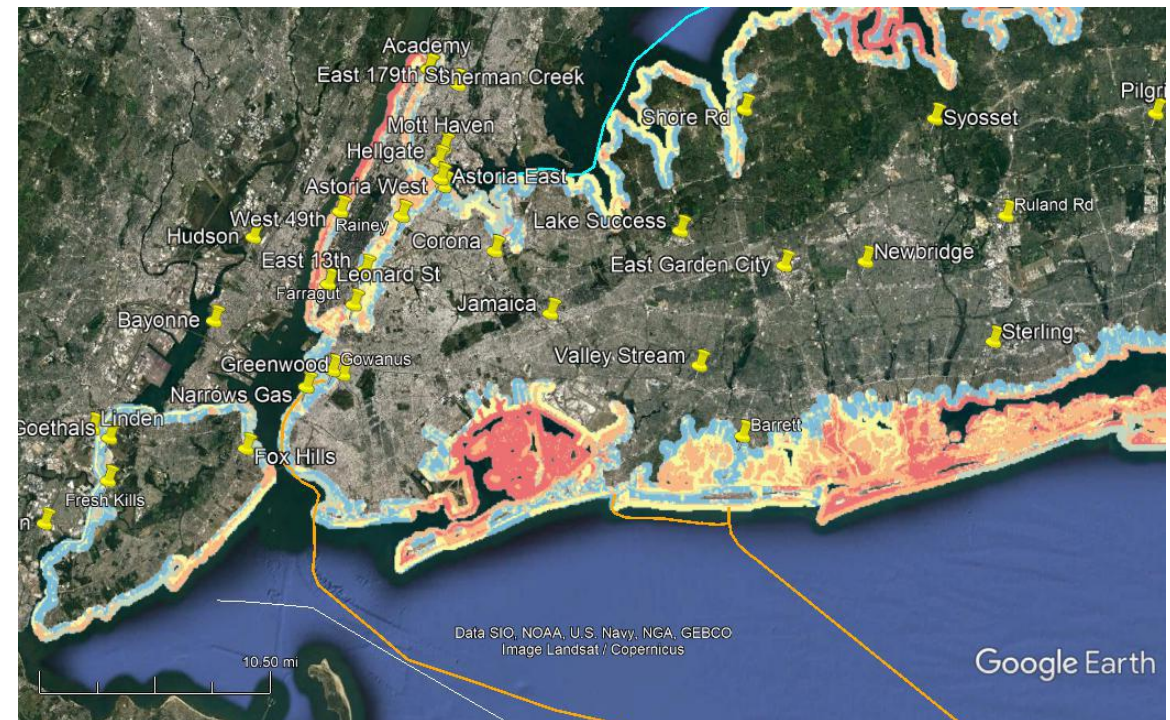 Academy
East 179th St
Sherman Creek
Mott Haven
Hellgate
Astoria West
Astoria East
Shore Rd
Syosset
West 49th
Rainey
Hudson
Corona
Lake Success
Ruland Rd
East 13th
Leonard St
East Garden City
Newbridge
Farragut
Bayonne
Jamaica
Greenwood
Gowanus
Valley Stream
Sterling
Narrows Gas
Goethals
Linden
Barrett
Fox Hills
Fresh Kills
Data SIO, NOAA, U.S. Navy, NGA, GEBCO
Image Landsat / Copernicus
10.50 mi
Google Earth